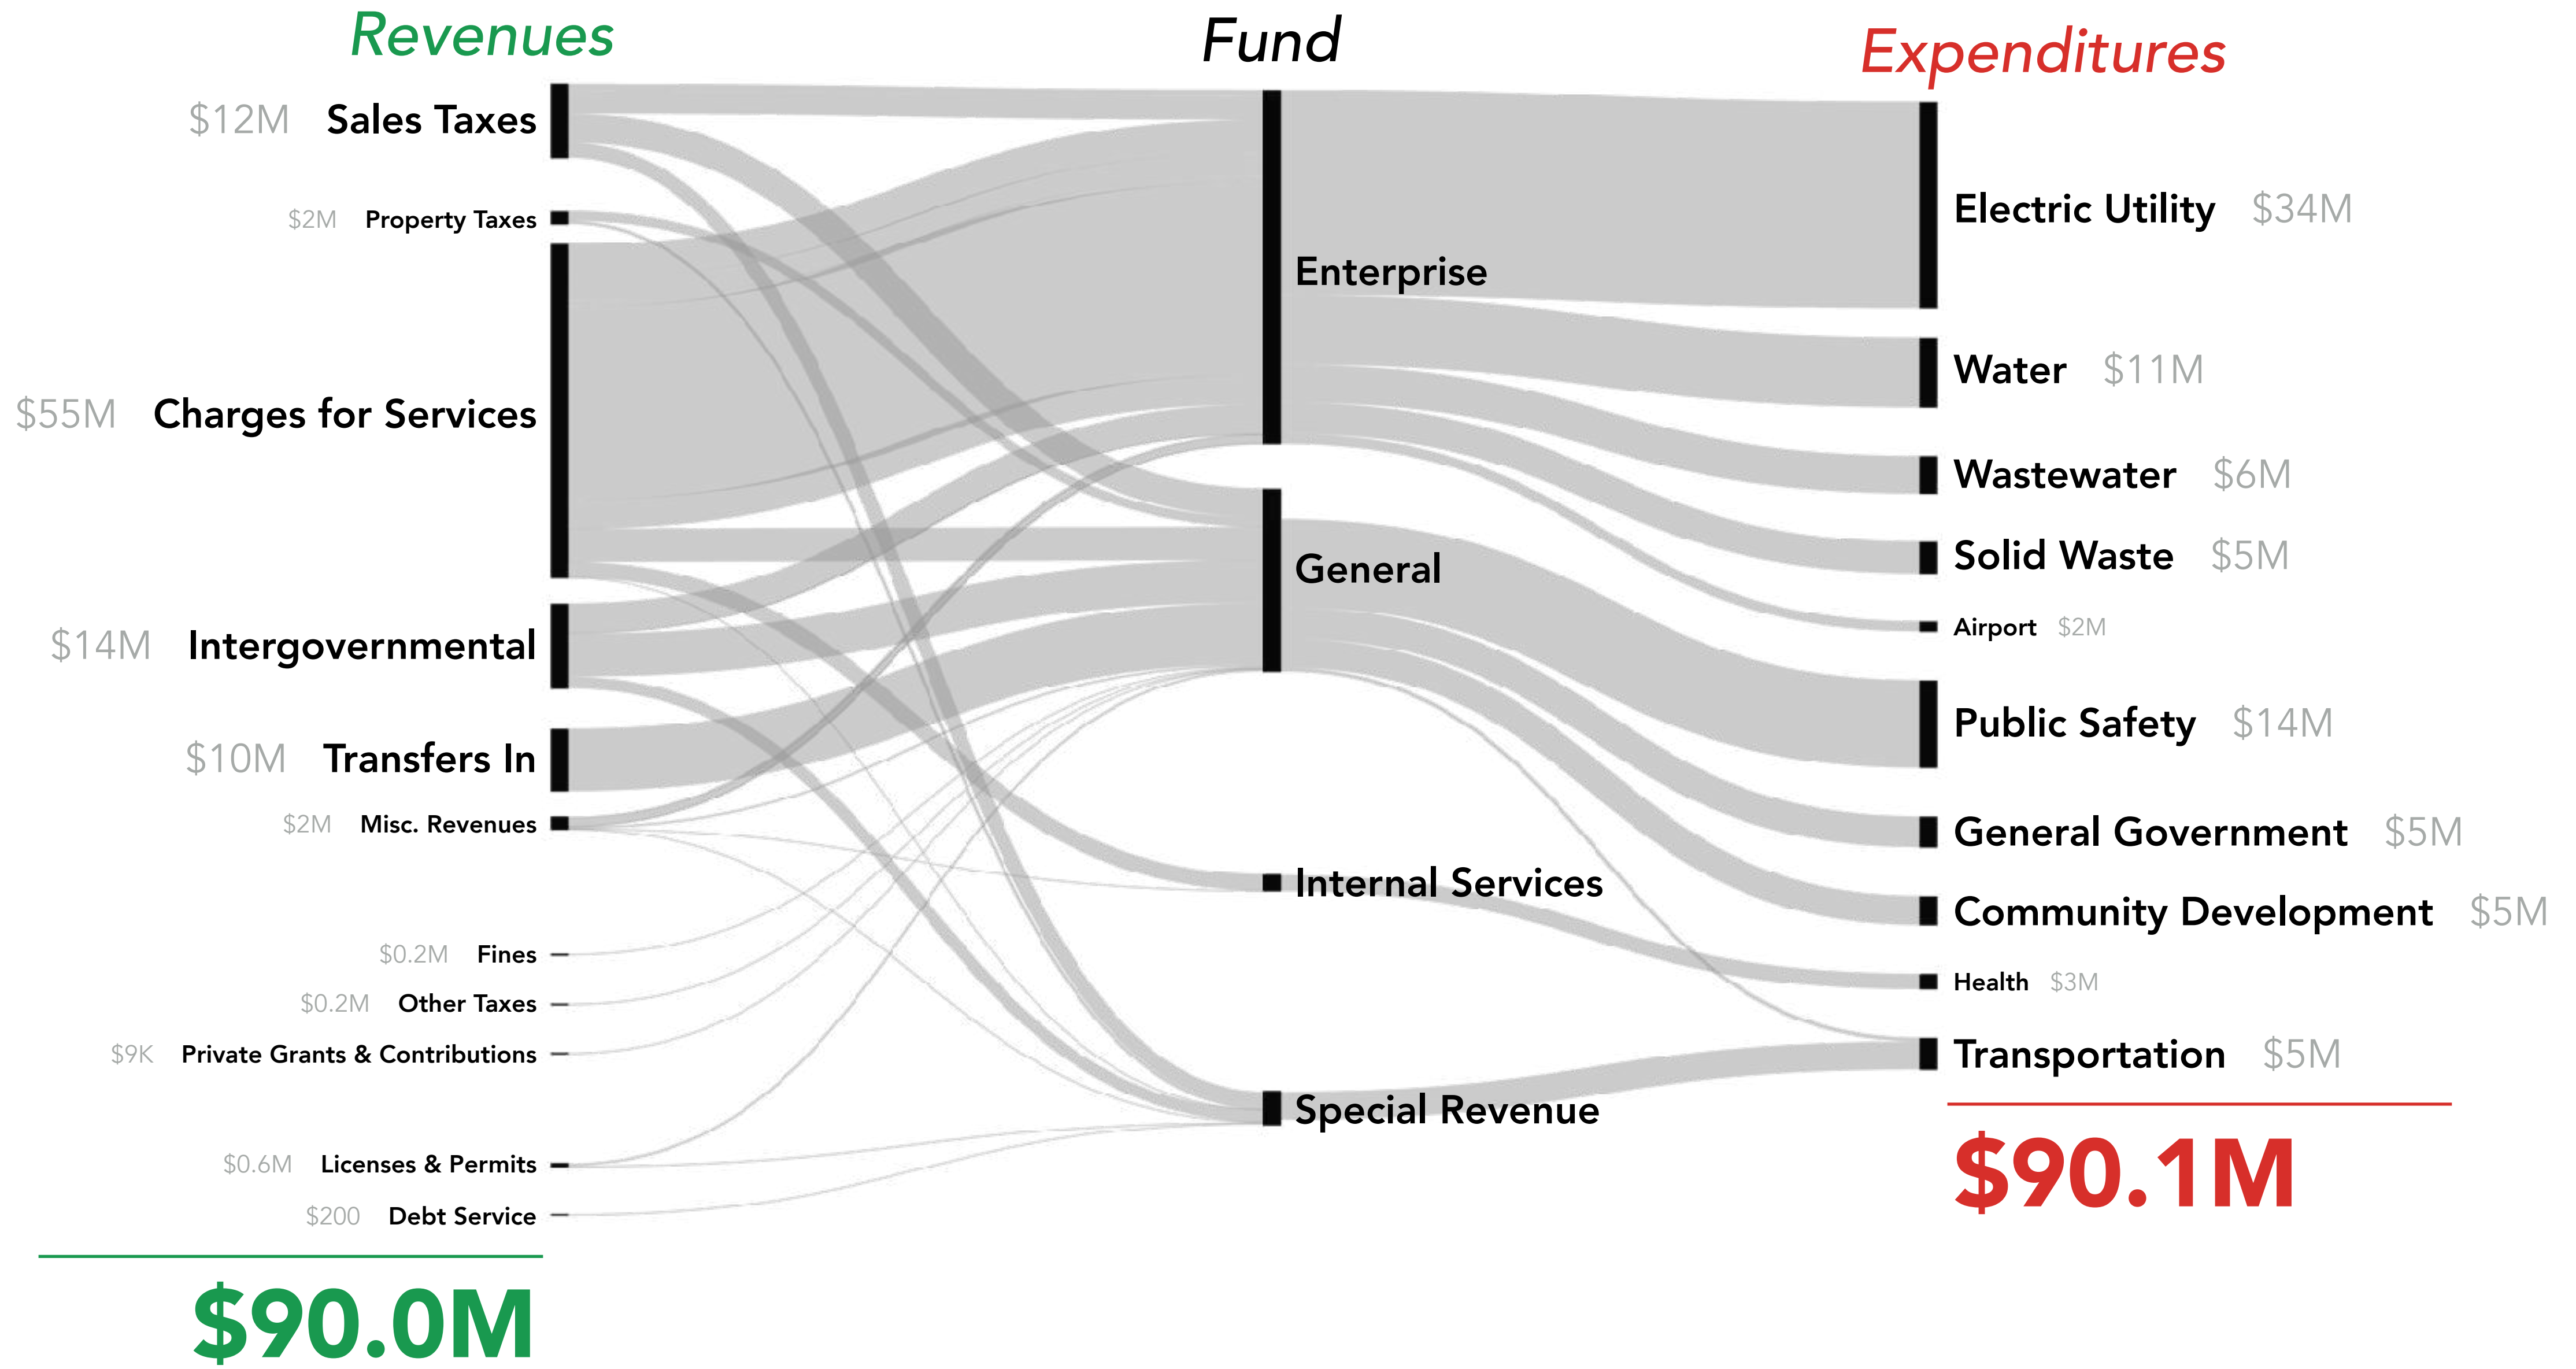 Revenues
Fund
Expenditures
$12M Sales Taxes
$2M Property Taxes
$55M Charges for Services
$14M Intergovernmental
$10M Transfers In
$2M Misc. Revenues
$0.2M Fines
$0.2M Other Taxes
$9K Private Grants & Contributions
$0.6M Licenses & Permits
$200 Debt Service
$90.0M
Enterprise
General
Internal Services
Special Revenue
Electric Utility $34M
Water $11M
Wastewater $6M
Solid Waste $5M
Airport $2M
Public Safety $14M
General Government $5M
Community Development $5M
Health $3M
Transportation $5M
$90.1M